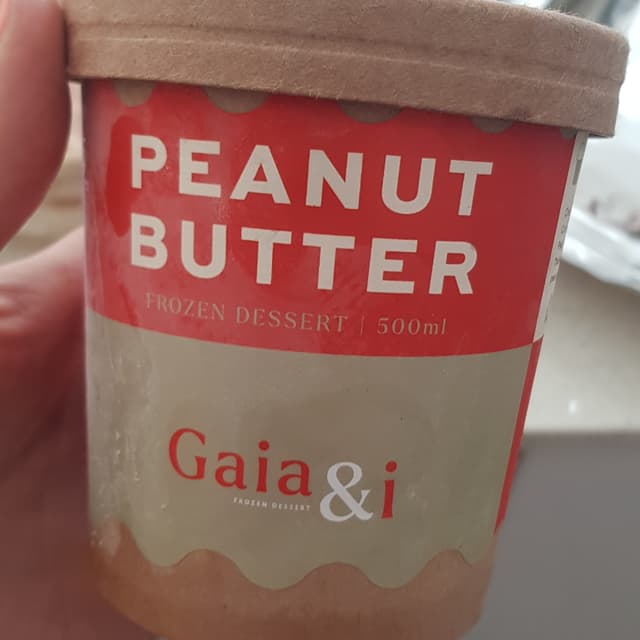 PEANUT
BUTTER
FROZEN DESSERT | 500ml
Gaia &i
FROZEN DESSERT